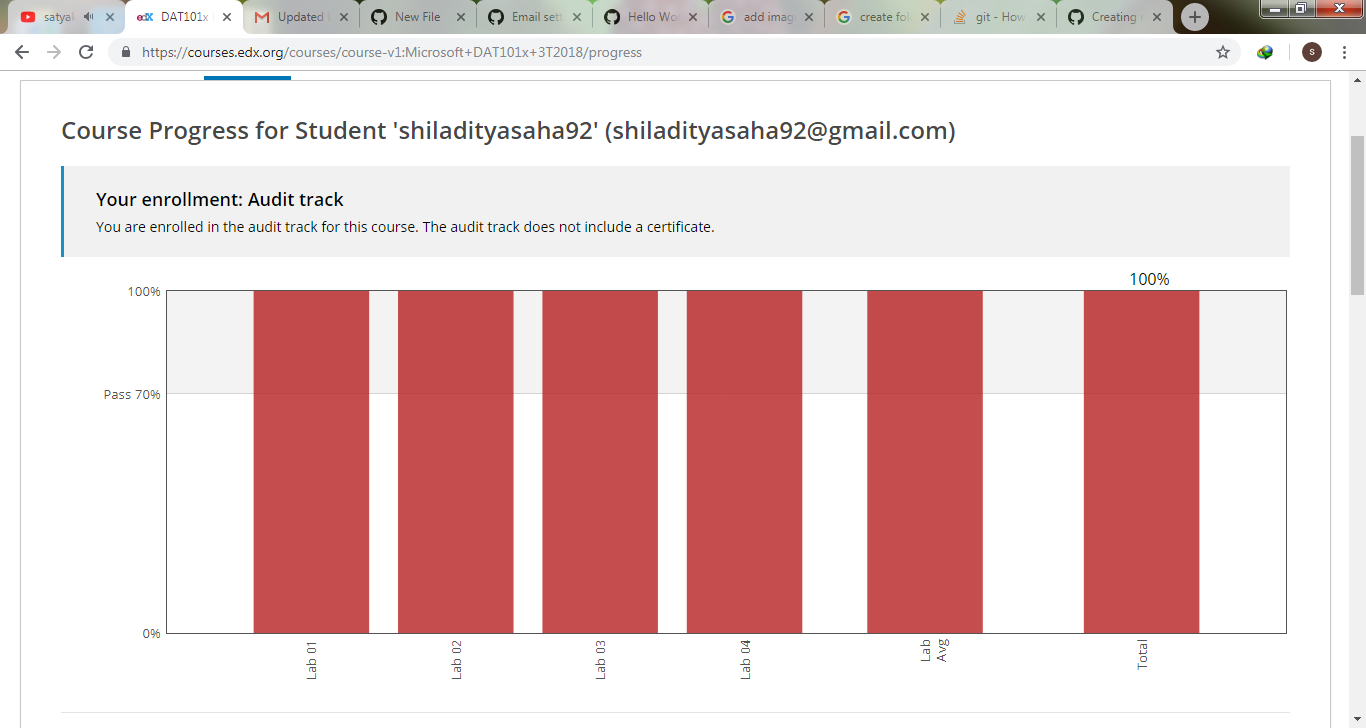 satya
DAT101x
Updated
New File
Email sett
Hello Wo
add imag
create fol
git - How
Creating
https://courses.edx.org/courses/course-v1:Microsoft+DAT101x+3T2018/progress
S
Course Progress for Student 'shiladityasaha92' (shiladityasaha92@gmail.com)
Your enrollment: Audit track
You are enrolled in the audit track for this course. The audit track does not include a certificate.
100%
100%
Pass 70%
0%
Lab 01
Lab 02
Lab 03
Lab 04
Lab
Avg
Total